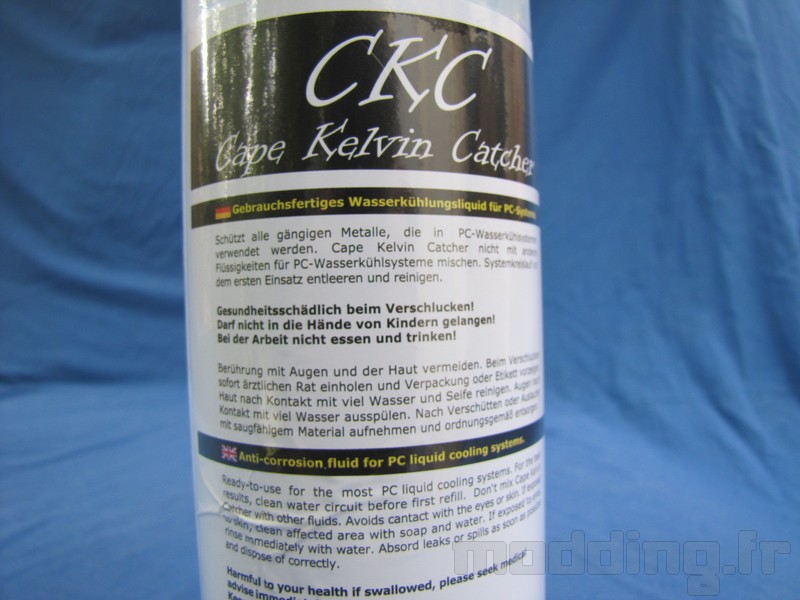 CKC
Cape Kelvin Catcher
Gebrauchsfertiges Wasserkühlungsliquid für PC-Systeme
Schützt alle gängigen Metalle, die in PC-Wasserkühlsystemen
verwendet werden. Cape Kelvin Catcher nicht mit anderen
Flüssigkeiten für PC-Wasserkühlsysteme mischen. Systemkreislauf vor
dem ersten Einsatz entleeren und reinigen.
Gesundheitsschädlich beim Verschlucken!
Darf nicht in die Hände von Kindern gelangen!
Bei der Arbeit nicht essen und trinken!
Berührung mit Augen und der Haut vermeiden. Beim Verschlucken
sofort ärztlichen Rat einholen und Verpackung oder Etikett vorzeigen.
Haut nach Kontakt mit viel Wasser und Seife reinigen. Augen nach
Kontakt mit viel Wasser ausspülen. Nach Verschütten oder Auslaufen
mit saugfähigem Material aufnehmen und ordnungsgemäß entsorgen.
Anti-corrosion fluid for PC liquid cooling systems.
Ready-to-use for the most PC liquid cooling systems. For the best
results, clean water circuit before first refill. Don't mix Cape Kelvin
Catcher with other fluids. Avoids cantact with the eyes or skin. If exposed
to skin, clean affected area with soap and water. If exposed to eyes,
rinse immediately with water. Absord leaks or spills as soon as possible
and dispose of correctly.
Harmful to your health if swallowed, please seek medical
advise
modding.fr